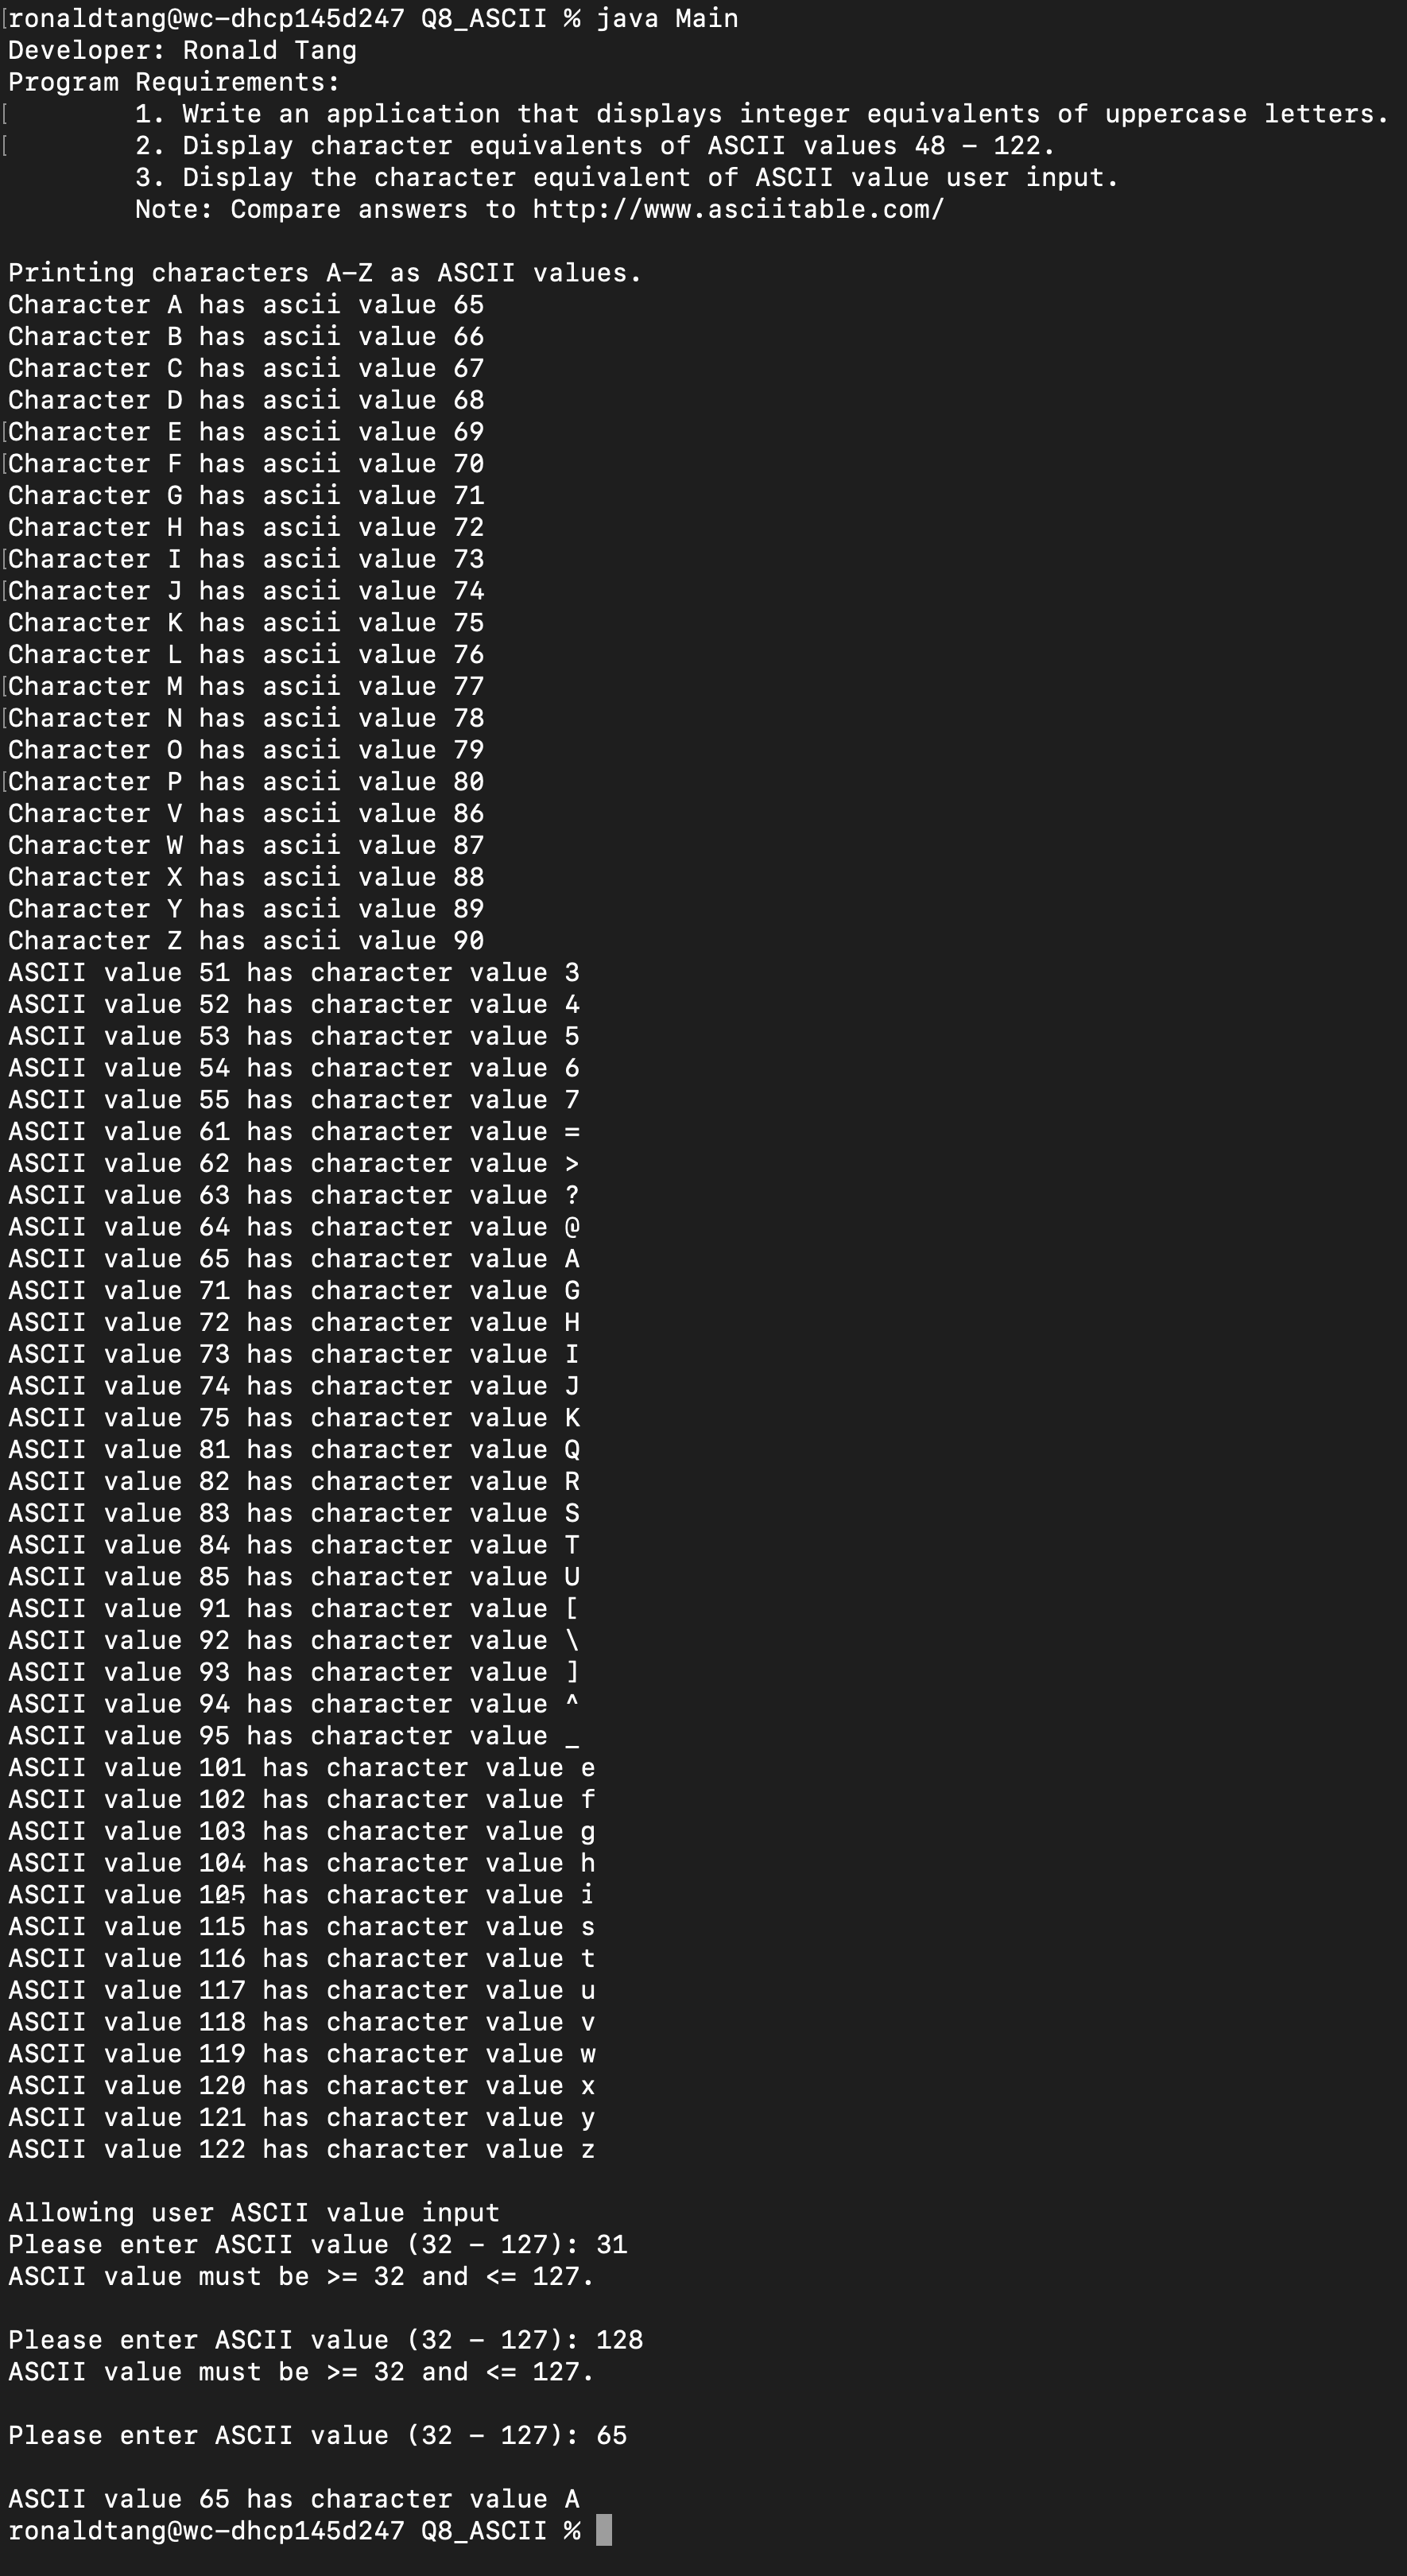 [ronaldtang@wc-dhcp145d247 Q8_ASCII % java Main
Developer: Ronald Tang
Program Requirements:
[        1. Write an application that displays integer equivalents of uppercase letters.
[        2. Display character equivalents of ASCII values 48 – 122.
        3. Display the character equivalent of ASCII value user input.
        Note: Compare answers to http://www.asciitable.com/

Printing characters A-Z as ASCII values.
Character A has ascii value 65
Character B has ascii value 66
Character C has ascii value 67
Character D has ascii value 68
[Character E has ascii value 69
[Character F has ascii value 70
Character G has ascii value 71
Character H has ascii value 72
[Character I has ascii value 73
[Character J has ascii value 74
Character K has ascii value 75
Character L has ascii value 76
[Character M has ascii value 77
[Character N has ascii value 78
Character O has ascii value 79
[Character P has ascii value 80
Character V has ascii value 86
Character W has ascii value 87
Character X has ascii value 88
Character Y has ascii value 89
Character Z has ascii value 90
ASCII value 51 has character value 3
ASCII value 52 has character value 4
ASCII value 53 has character value 5
ASCII value 54 has character value 6
ASCII value 55 has character value 7
ASCII value 61 has character value =
ASCII value 62 has character value >
ASCII value 63 has character value ?
ASCII value 64 has character value @
ASCII value 65 has character value A
ASCII value 71 has character value G
ASCII value 72 has character value H
ASCII value 73 has character value I
ASCII value 74 has character value J
ASCII value 75 has character value K
ASCII value 81 has character value Q
ASCII value 82 has character value R
ASCII value 83 has character value S
ASCII value 84 has character value T
ASCII value 85 has character value U
ASCII value 91 has character value [
ASCII value 92 has character value \
ASCII value 93 has character value ]
ASCII value 94 has character value ^
ASCII value 95 has character value _
ASCII value 101 has character value e
ASCII value 102 has character value f
ASCII value 103 has character value g
ASCII value 104 has character value h
ASCII value 105 has character value i
ASCII value 115 has character value s
ASCII value 116 has character value t
ASCII value 117 has character value u
ASCII value 118 has character value v
ASCII value 119 has character value w
ASCII value 120 has character value x
ASCII value 121 has character value y
ASCII value 122 has character value z

Allowing user ASCII value input
Please enter ASCII value (32 – 127): 31
ASCII value must be >= 32 and <= 127.

Please enter ASCII value (32 – 127): 128
ASCII value must be >= 32 and <= 127.

Please enter ASCII value (32 – 127): 65

ASCII value 65 has character value A
ronaldtang@wc-dhcp145d247 Q8_ASCII %